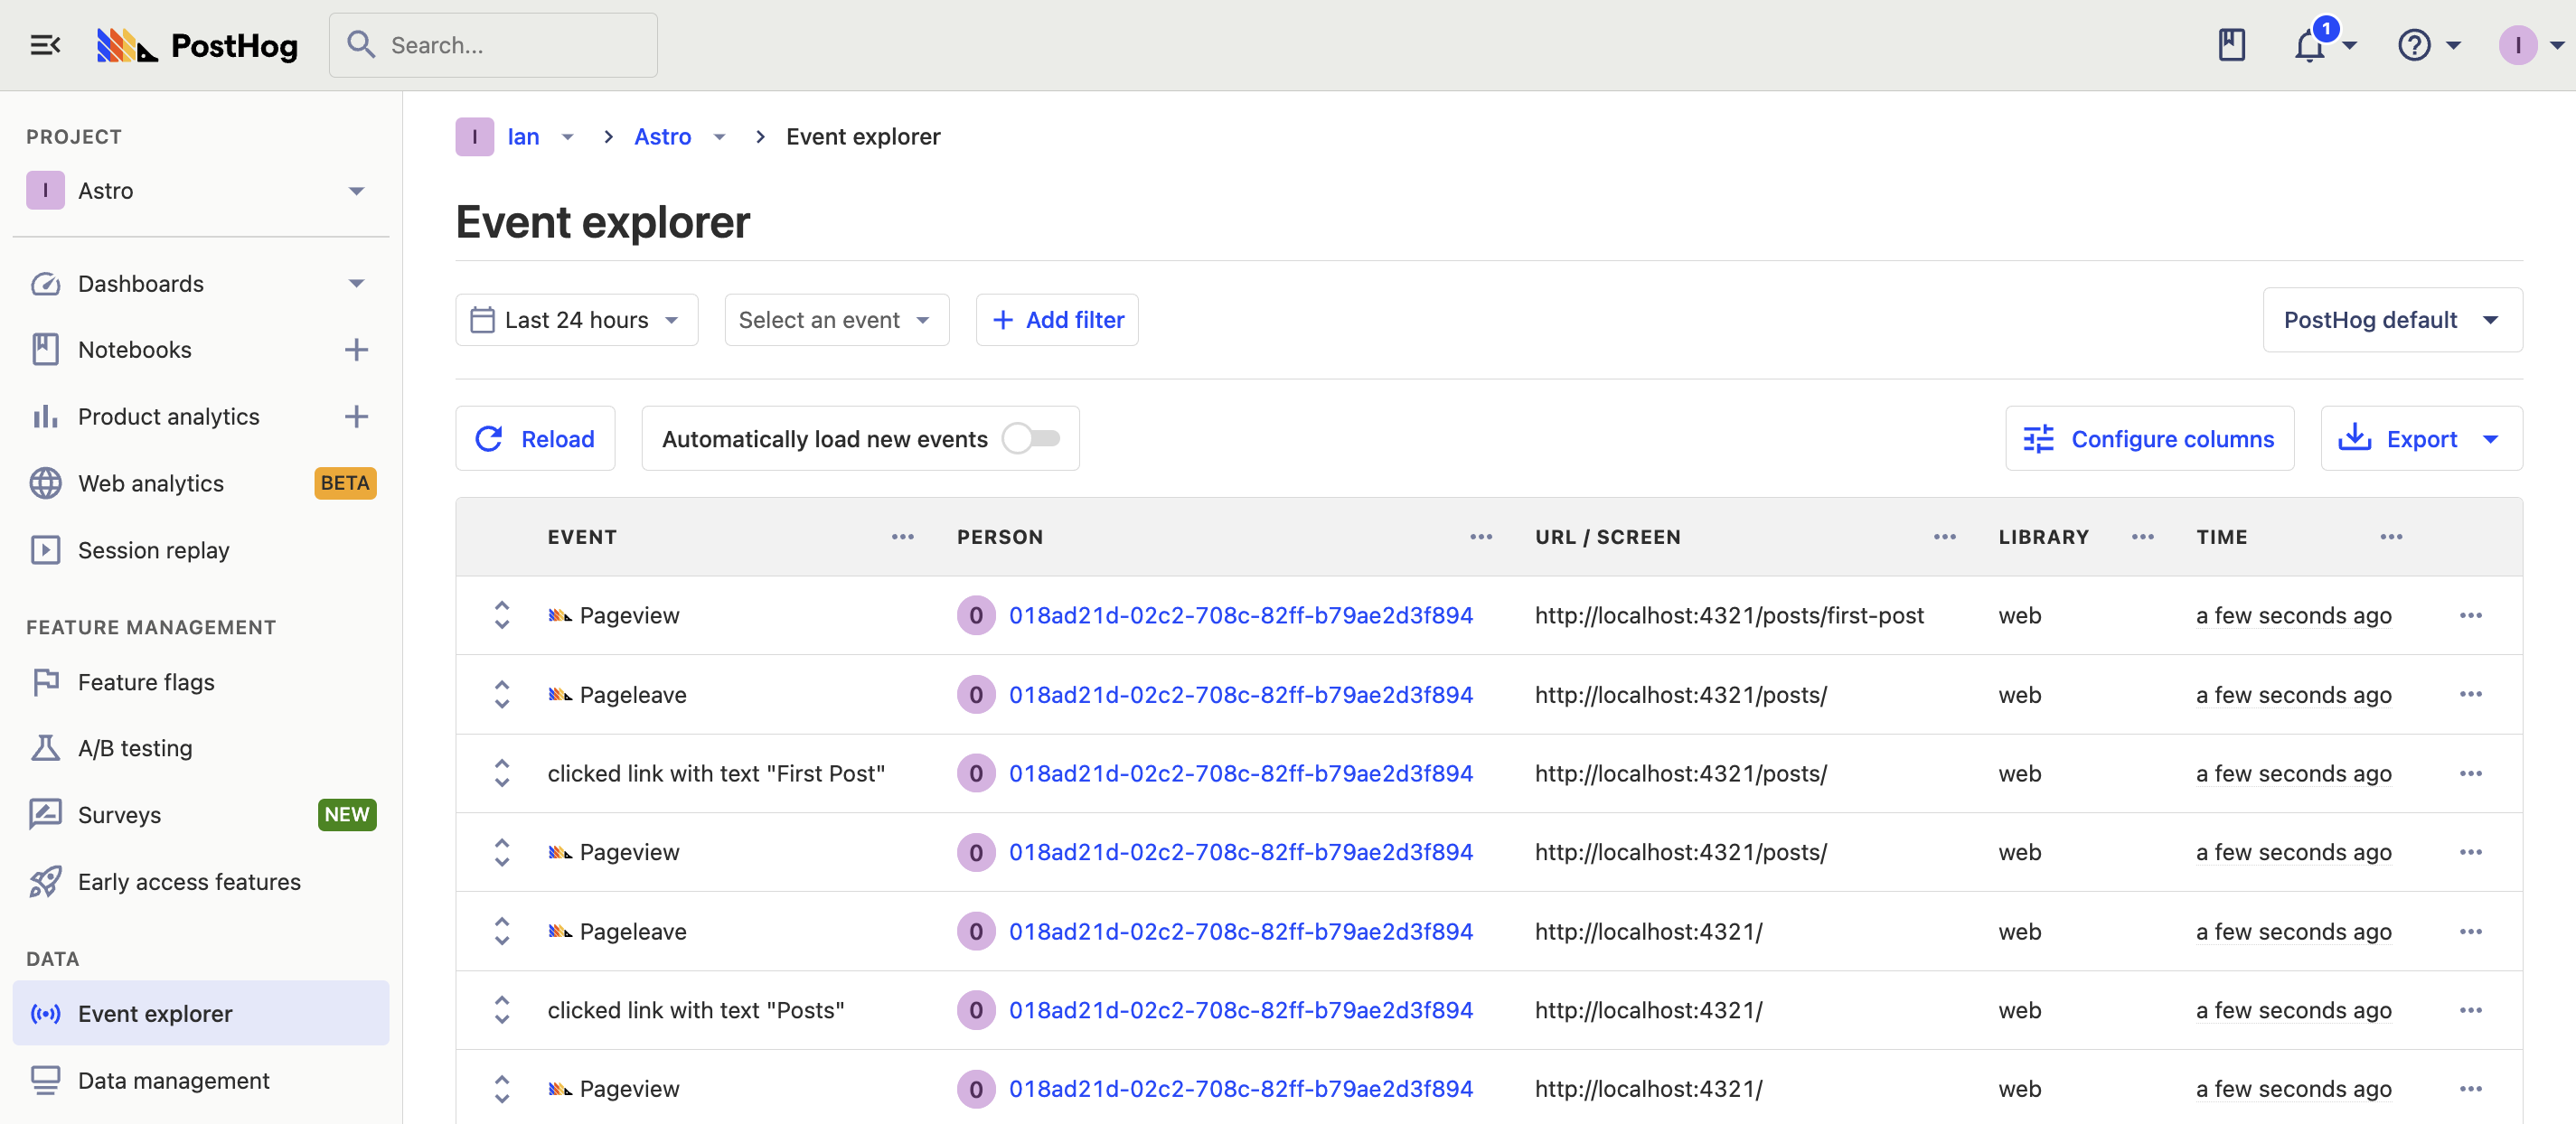 PostHog
Search...
1
I
PROJECT
I Astro
Dashboards
Notebooks
Product analytics
Web analytics BETA
Session replay
FEATURE MANAGEMENT
Feature flags
A/B testing
Surveys NEW
Early access features
DATA
Event explorer
Data management
I Ian > Astro > Event explorer
Event explorer
Last 24 hours Select an event + Add filter PostHog default
Reload Automatically load new events Configure columns Export
EVENT PERSON URL / SCREEN LIBRARY TIME
Pageview 0 018ad21d-02c2-708c-82ff-b79ae2d3f894 http://localhost:4321/posts/first-post web a few seconds ago
Pageleave 0 018ad21d-02c2-708c-82ff-b79ae2d3f894 http://localhost:4321/posts/ web a few seconds ago
clicked link with text "First Post" 0 018ad21d-02c2-708c-82ff-b79ae2d3f894 http://localhost:4321/posts/ web a few seconds ago
Pageview 0 018ad21d-02c2-708c-82ff-b79ae2d3f894 http://localhost:4321/posts/ web a few seconds ago
Pageleave 0 018ad21d-02c2-708c-82ff-b79ae2d3f894 http://localhost:4321/ web a few seconds ago
clicked link with text "Posts" 0 018ad21d-02c2-708c-82ff-b79ae2d3f894 http://localhost:4321/ web a few seconds ago
Pageview 0 018ad21d-02c2-708c-82ff-b79ae2d3f894 http://localhost:4321/ web a few seconds ago